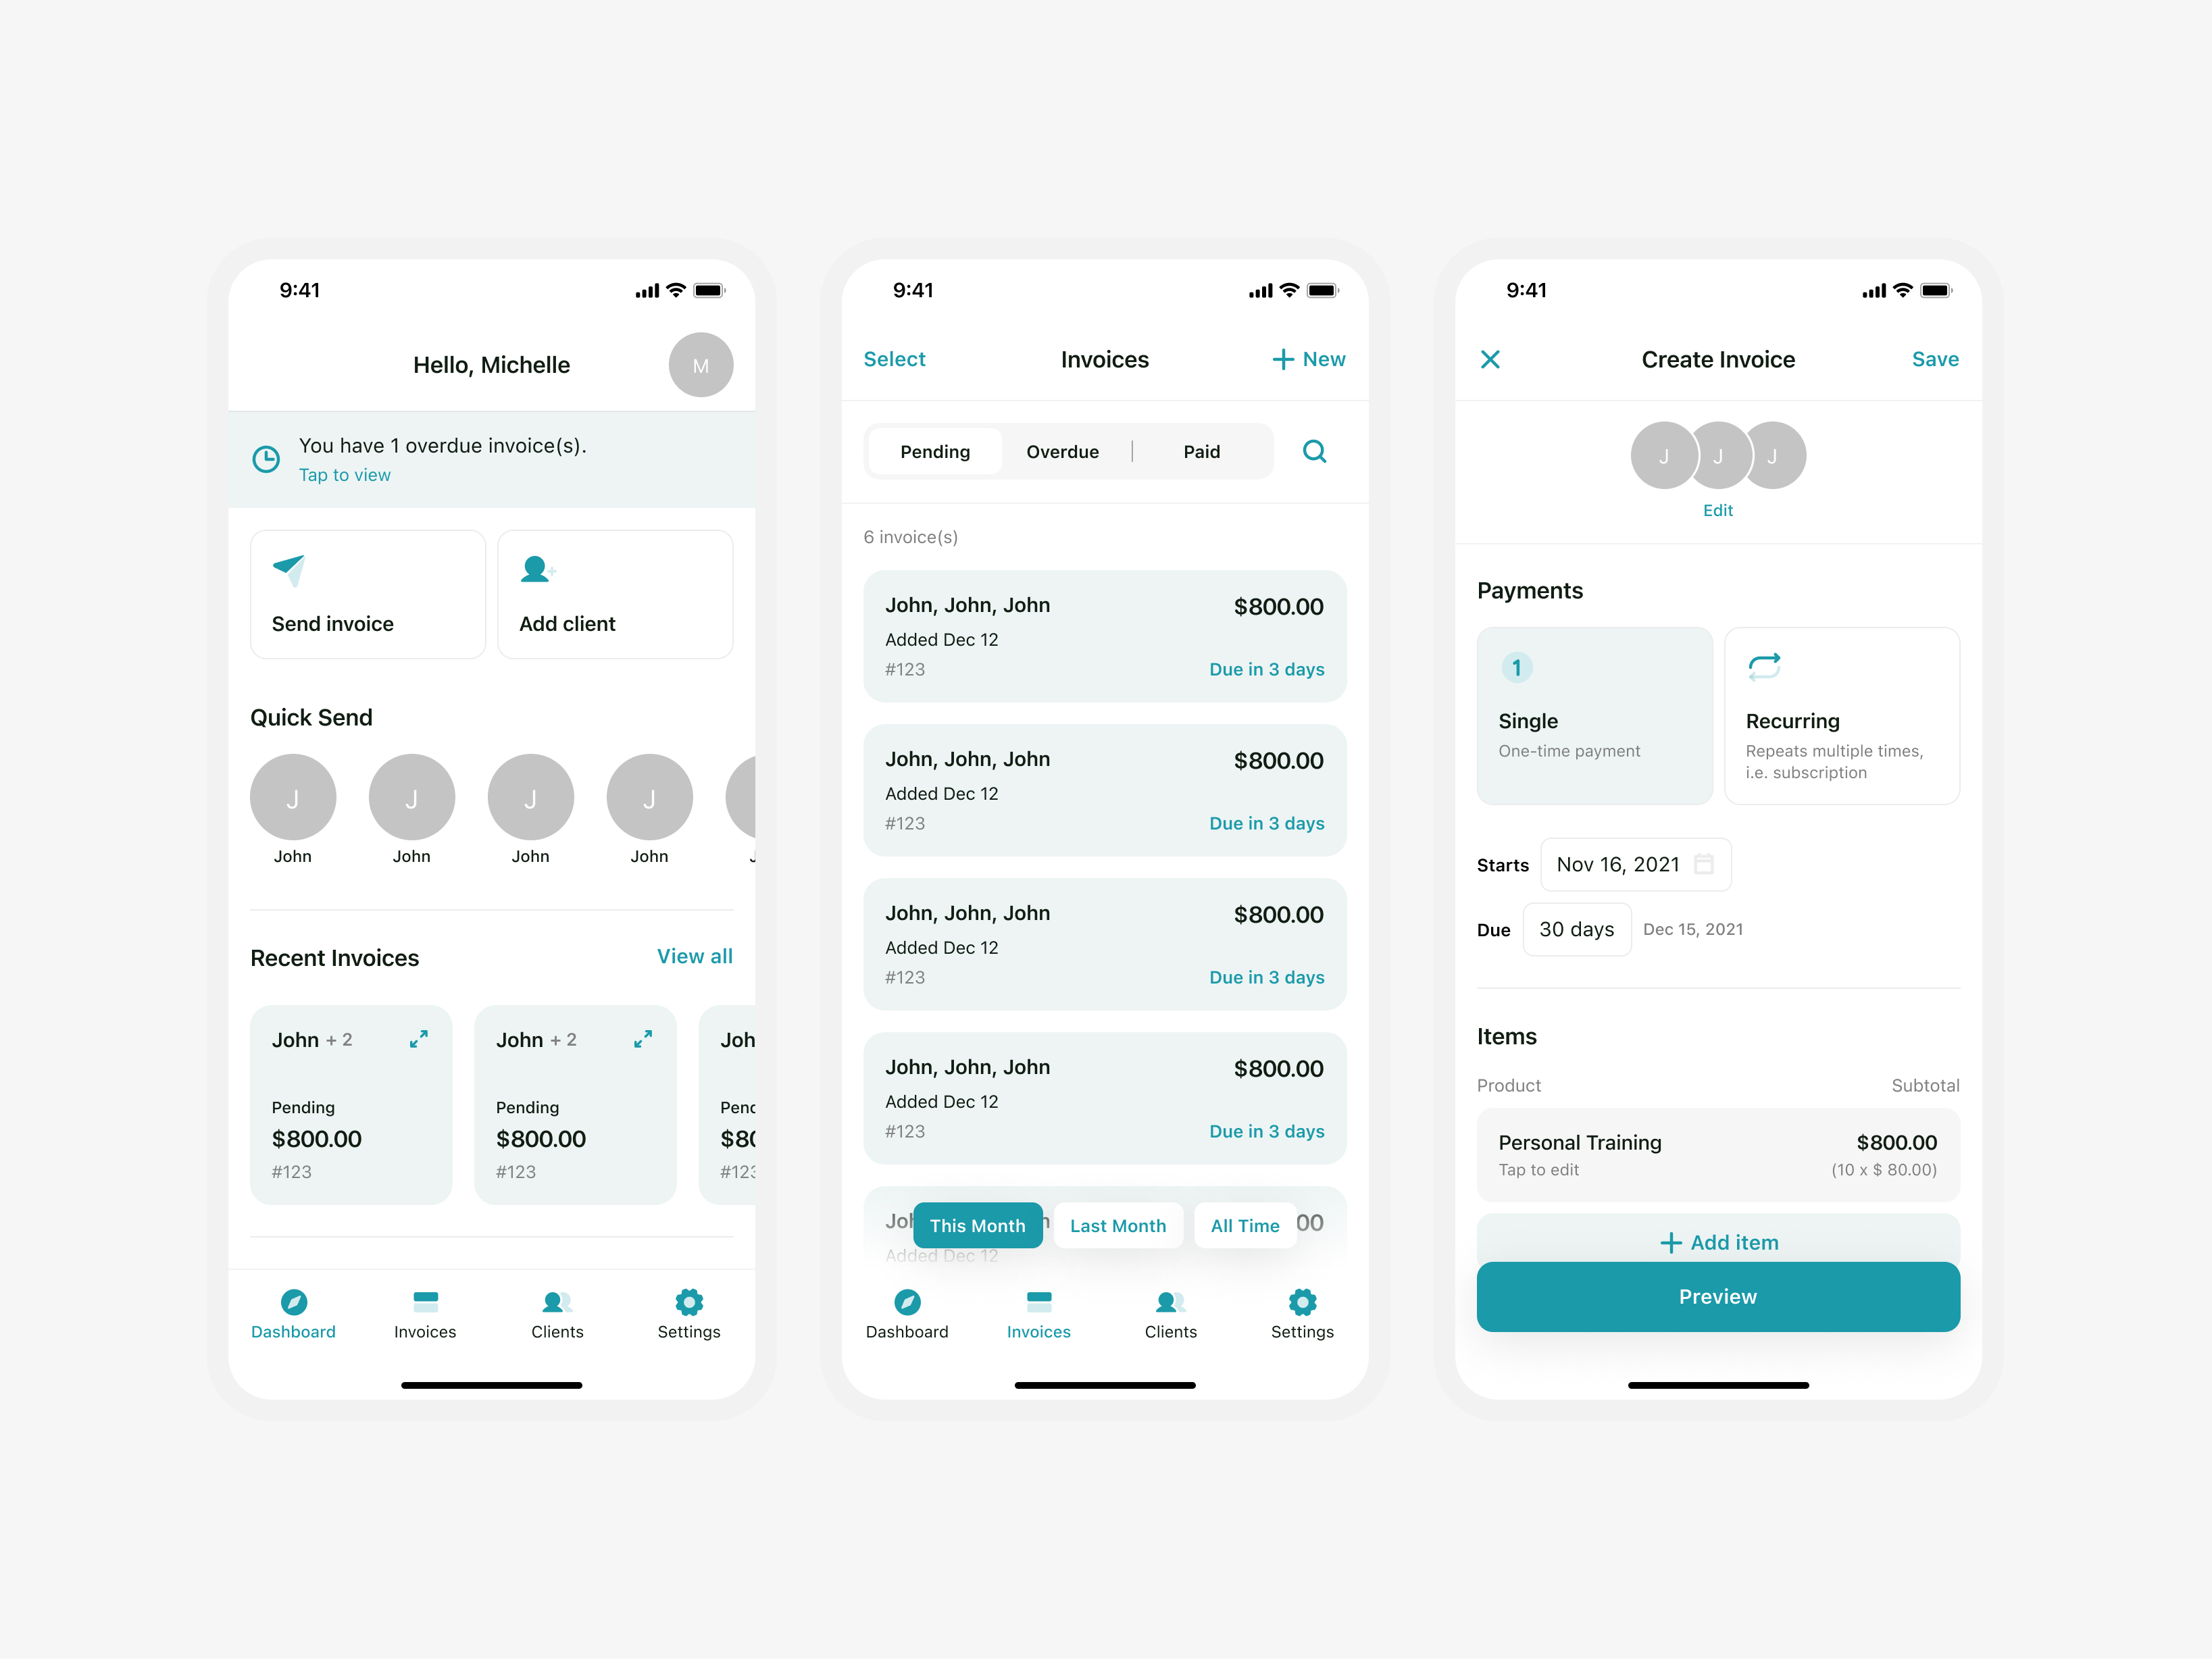 9:41
Hello, Michelle
M
You have 1 overdue invoice(s).
Tap to view
Send invoice
Add client
Quick Send
J J J J
John John John John J
Recent Invoices View all
John + 2 John + 2 Joh
Pending Pending Penc
$800.00 $800.00 $80
#123 #123 #123
Dashboard Invoices Clients Settings
9:41
Select Invoices + New
Pending Overdue | Paid
6 invoice(s)
John, John, John $800.00
Added Dec 12
#123 Due in 3 days
John, John, John $800.00
Added Dec 12
#123 Due in 3 days
John, John, John $800.00
Added Dec 12
#123 Due in 3 days
John, John, John $800.00
Added Dec 12
#123 Due in 3 days
Joh n 00
This Month Last Month All Time
Added Dec 12
Dashboard Invoices Clients Settings
9:41
Create Invoice Save
J J J
Edit
Payments
1
Single
One-time payment
Recurring
Repeats multiple times,
i.e. subscription
Starts Nov 16, 2021
Due 30 days Dec 15, 2021
Items
Product Subtotal
Personal Training $800.00
Tap to edit (10 x $ 80.00)
+ Add item
Preview